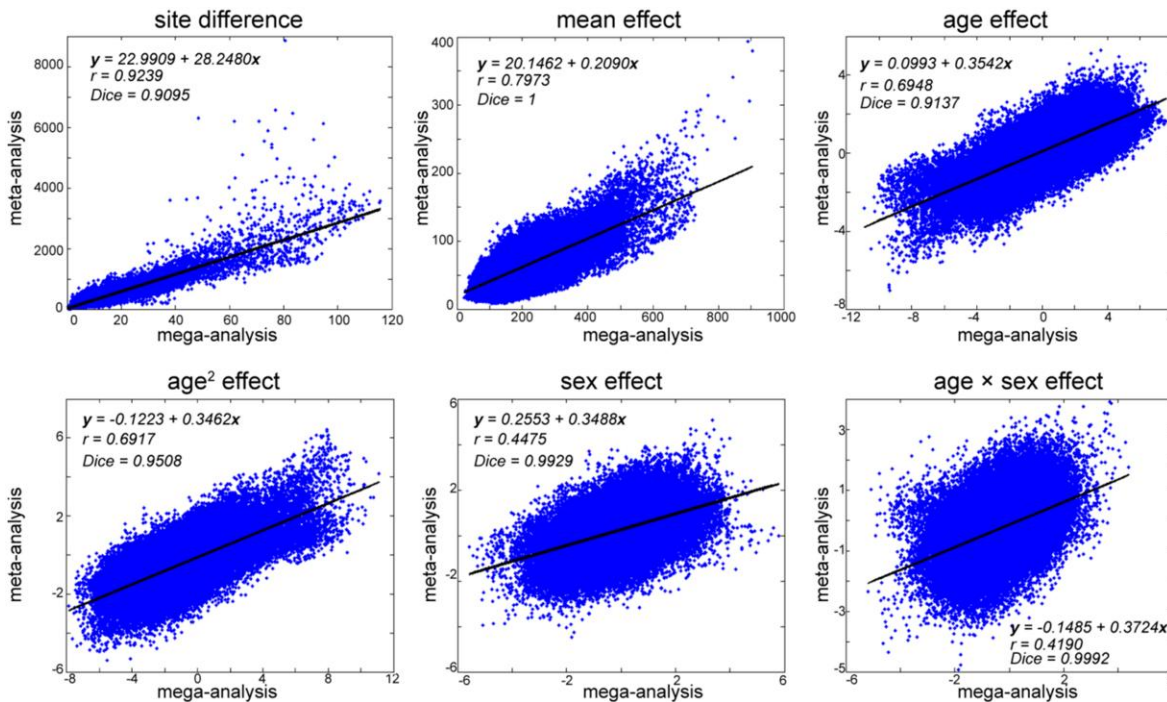 site difference
y = 22.9909 + 28.2480x
r = 0.9239
Dice = 0.9095
meta-analysis
8000
6000
4000
2000
0
0 20 40 60 80 100 120
mega-analysis
mean effect
y = 20.1462 + 0.2090x
r = 0.7973
Dice = 1
meta-analysis
400
300
200
100
0
0 200 400 600 800 1000
mega-analysis
age effect
y = 0.0993 + 0.3542x
r = 0.6948
Dice = 0.9137
meta-analysis
4
0
-4
-8
-12 -8 -4 0 4
mega-analysis
age² effect
y = -0.1223 + 0.3462x
r = 0.6917
Dice = 0.9508
meta-analysis
6
2
-2
-6
-8 -4 0 4 8 12
mega-analysis
sex effect
y = 0.2553 + 0.3488x
r = 0.4475
Dice = 0.9929
meta-analysis
6
2
-2
-6
-6 -2 2 6
mega-analysis
age × sex effect
meta-analysis
3
1
-1
-3
-5
y = -0.1485 + 0.3724x
r = 0.4190
Dice = 0.9992
-6 -2 2
mega-analysis